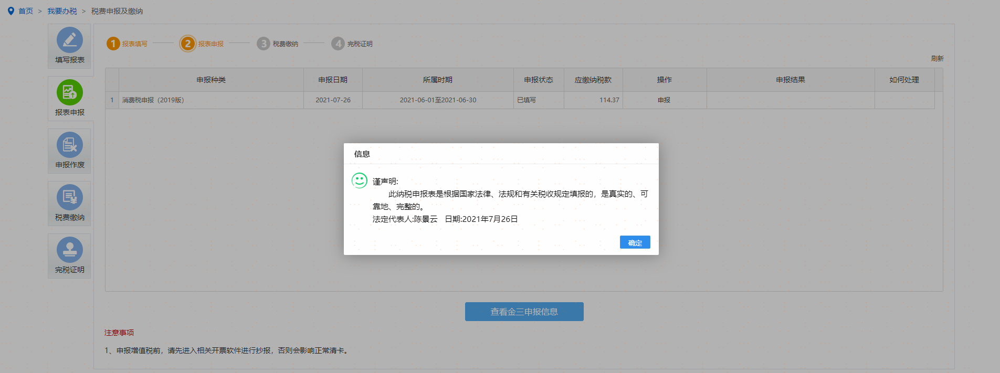 首页 > 我要办税 > 税费申报及缴纳
填写报表
报表申报
申报作废
税费缴纳
完税证明
1 报表填写 2 报表申报 3 税费缴纳 4 完税证明
刷新
申报种类 申报日期 所属时期 申报状态 应缴纳税款 操作 申报结果 如何处理
1 消费税申报（2019版） 2021-07-26 2021-06-01至2021-06-30 已填写 114.37 申报
信息
谨声明:
此纳税申报表是根据国家法律、法规和有关税收规定填报的，是真实的、可
靠地、完整的。
法定代表人:陈景云 日期:2021年7月26日
确定
查看金三申报信息
注意事项
1、申报增值税前，请先进入相关开票软件进行抄报，否则会影响正常清卡。